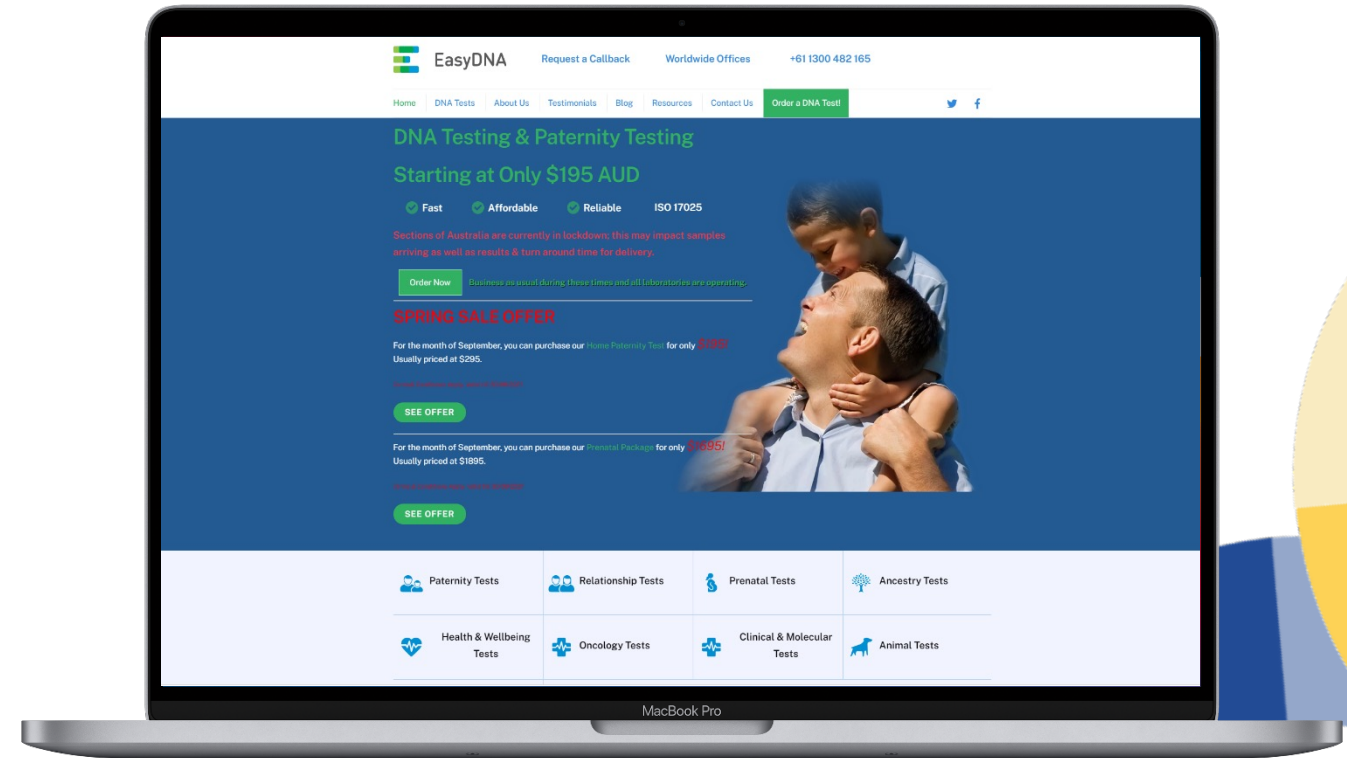 EasyDNA
Request a Callback
Worldwide Offices
+61 1300 482 165
Home
DNA Tests
About Us
Testimonials
Blog
Resources
Contact Us
Order a DNA Test!
DNA Testing & Paternity Testing
Starting at Only $195 AUD
Fast
Affordable
Reliable
ISO 17025
Sections of Australia are currently in lockdown; this may impact samples
arriving as well as results & turn around time for delivery.
Order Now
Business as usual during these times and all laboratories are operating.
SPRING SALE OFFER
For the month of September, you can purchase our Home Paternity Test for only
Usually priced at $295.
SEE OFFER
For the month of September, you can purchase our Prenatal Package for only $1695!
Usually priced at $1895.
SEE OFFER
Paternity Tests
Relationship Tests
Prenatal Tests
Ancestry Tests
Health & Wellbeing
Tests
Oncology Tests
Clinical & Molecular
Tests
Animal Tests
MacBook Pro